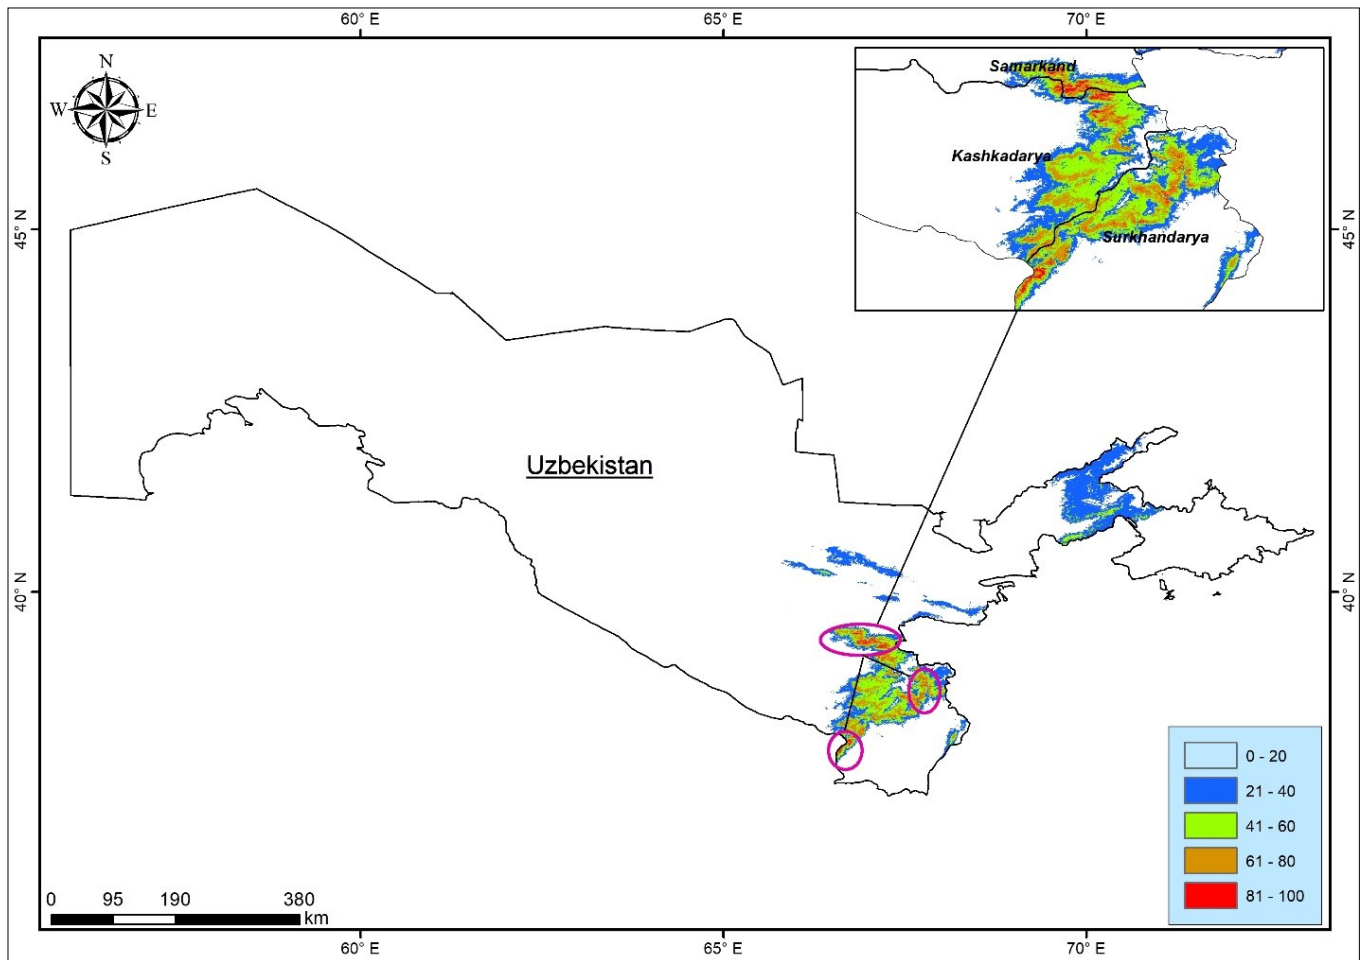 60° E 65° E 70° E
N
W E
S
Samarkand
Kashkadarya
Surkhandarya
45° N 45° N
Uzbekistan
40° N 40° N
0 - 20
21 - 40
41 - 60
61 - 80
81 - 100
0 95 190 380
km
60° E 65° E 70° E